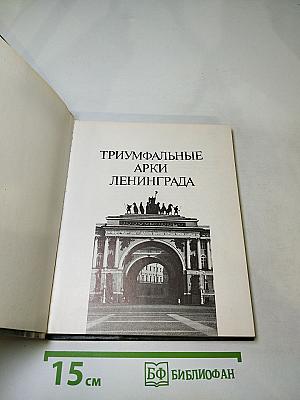 ТРИУМФАЛЬНЫЕ
АРКИ
ЛЕНИНГРАДА
15 см
БФ БИБЛИОФАН